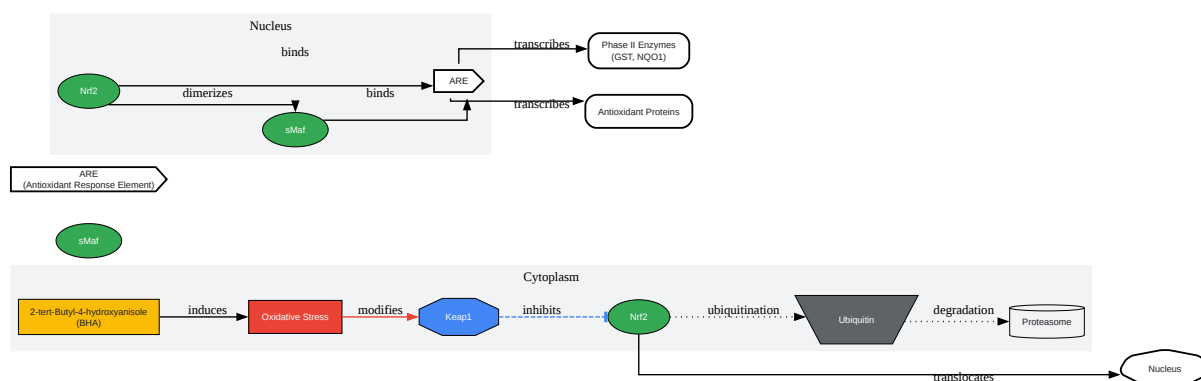 Nucleus
binds
transcribes
Phase II Enzymes
(GST, NQO1)
Nrf2
ARE
dimerizes
binds
transcribes
Antioxidant Proteins
sMaf
ARE
(Antioxidant Response Element)
sMaf
Cytoplasm
2-tert-Butyl-4-hydroxyanisole
(BHA)
induces
Oxidative Stress
modifies
Keap1
inhibits
Nrf2
ubiquitination
Ubiquitin
degradation
Proteasome
translocates
Nucleus